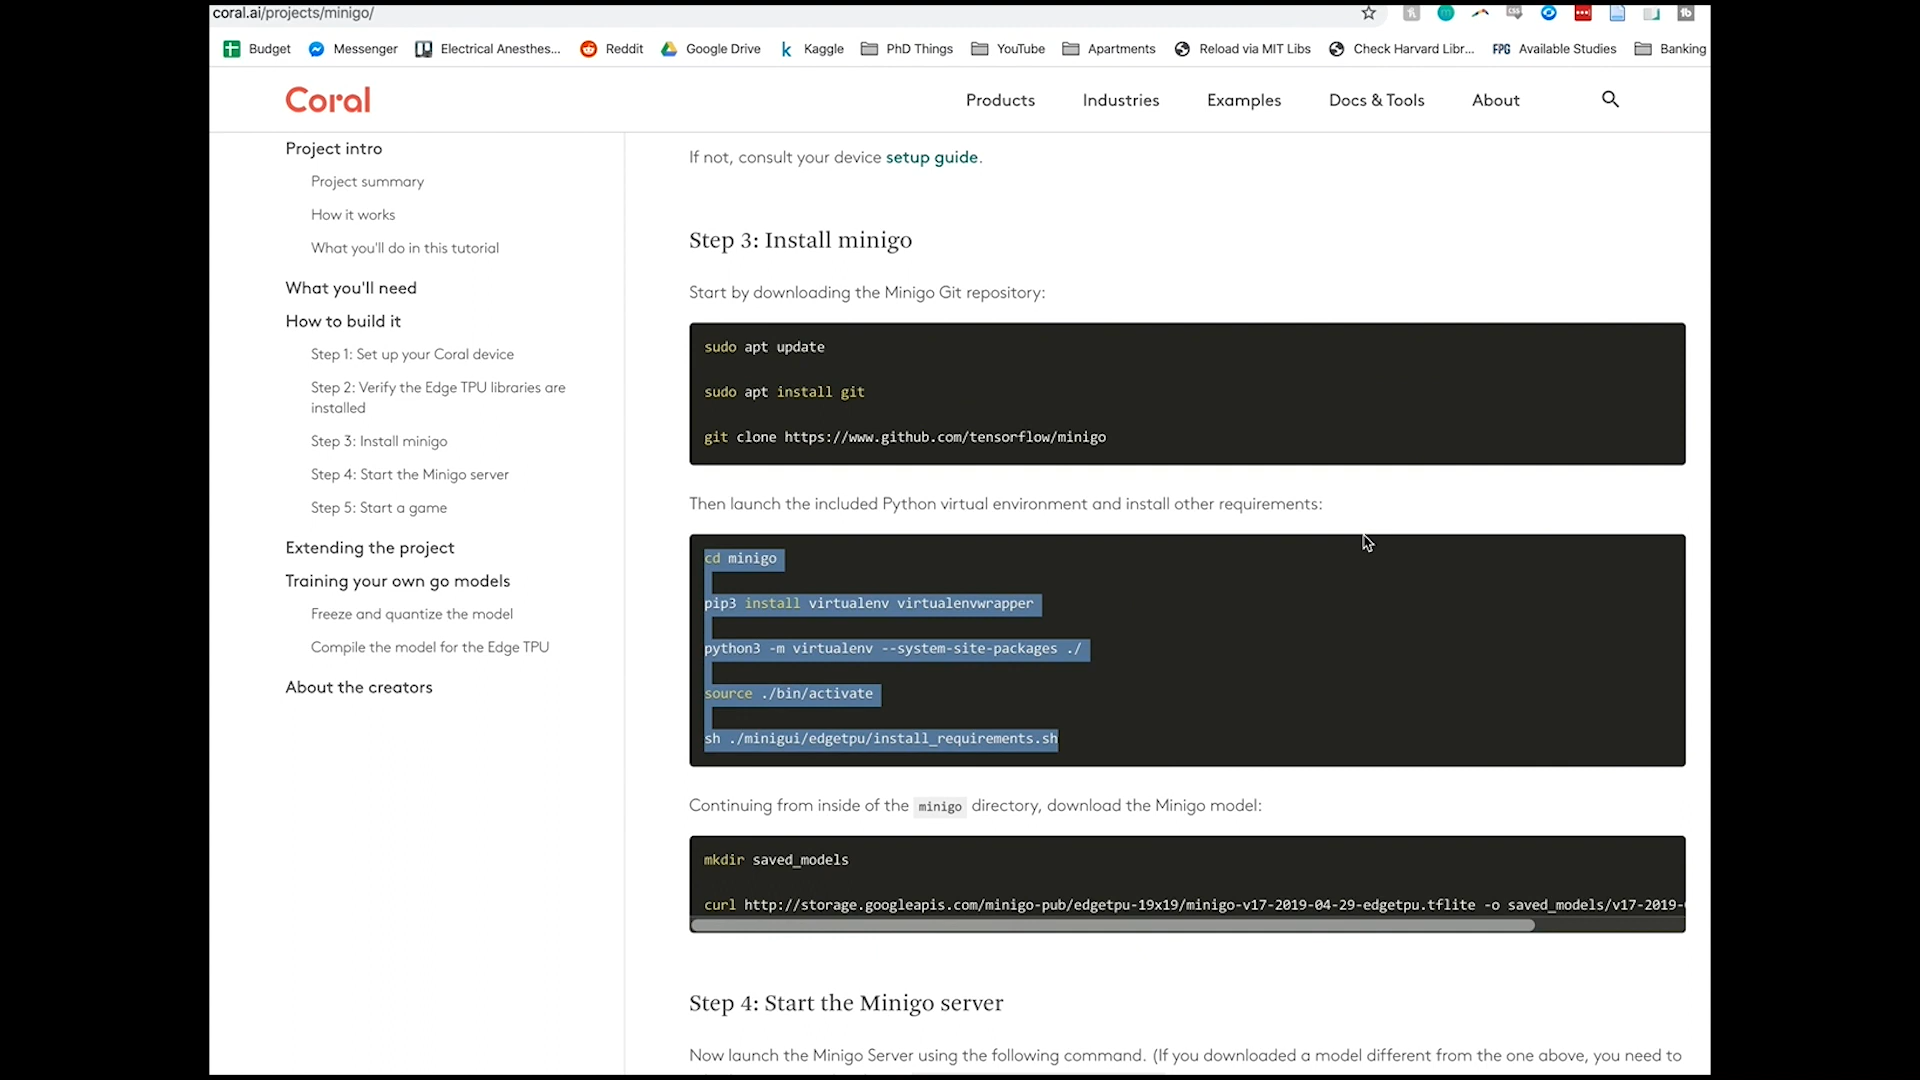 coral.ai/projects/minigo/
Budget Messenger Electrical Anesthes... Reddit Google Drive Kaggle PhD Things YouTube Apartments Reload via MIT Libs Check Harvard Libr... FPG Available Studies Banking
Coral Products Industries Examples Docs & Tools About
Project intro
Project summary
How it works
What you'll do in this tutorial
What you'll need
How to build it
Step 1: Set up your Coral device
Step 2: Verify the Edge TPU libraries are
installed
Step 3: Install minigo
Step 4: Start the Minigo server
Step 5: Start a game
Extending the project
Training your own go models
Freeze and quantize the model
Compile the model for the Edge TPU
About the creators
If not, consult your device setup guide.
Step 3: Install minigo
Start by downloading the Minigo Git repository:
sudo apt update
sudo apt install git
git clone https://www.github.com/tensorflow/minigo
Then launch the included Python virtual environment and install other requirements:
cd minigo
pip3 install virtualenv virtualenvwrapper
python3 -m virtualenv --system-site-packages ./
source ./bin/activate
sh ./minigui/edgetpu/install_requirements.sh
Continuing from inside of the minigo directory, download the Minigo model:
mkdir saved_models
curl http://storage.googleapis.com/minigo-pub/edgetpu-19x19/minigo-v17-2019-04-29-edgetpu.tflite -o saved_models/v17-2019-
Step 4: Start the Minigo server
Now launch the Minigo Server using the following command. (If you downloaded a model different from the one above, you need to